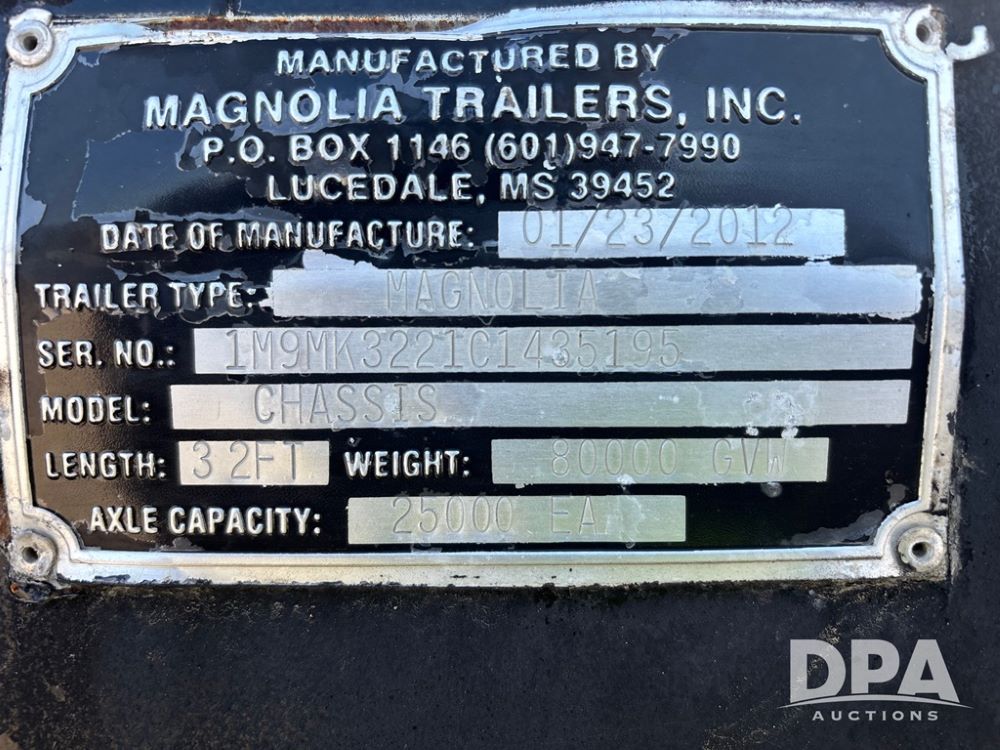 MANUFACTURED BY
MAGNOLIA TRAILERS, INC.
P.O. BOX 1146 (601)947-7990
LUCEDALE, MS 39452
DATE OF MANUFACTURE: 01/23/2012
TRAILER TYPE: MAGNOLIA
SER. NO.: 1M9MK3221C1435195
MODEL: CHASSIS
LENGTH: 32FT WEIGHT: 80000 GVW
AXLE CAPACITY: 25000 EA
DPA
AUCTIONS